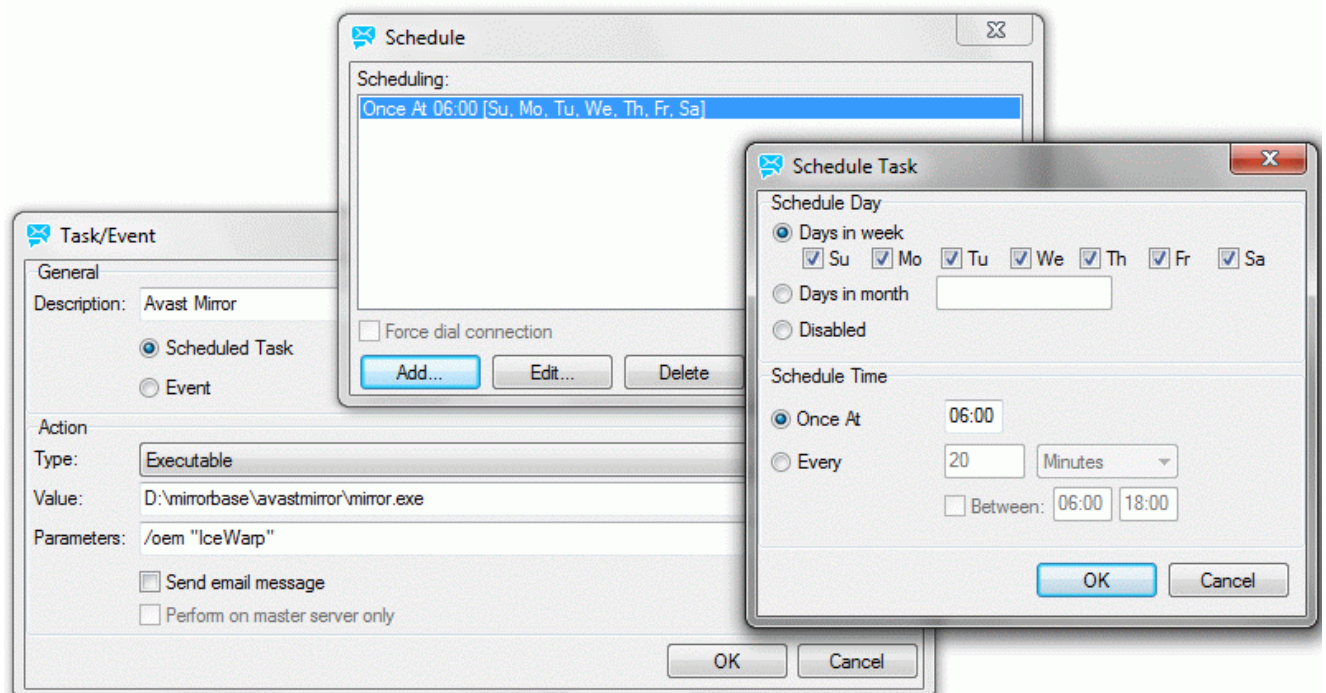 Schedule
Scheduling:
Once At 06:00 [Su, Mo, Tu, We, Th, Fr, Sa]
Force dial connection
Add... Edit... Delete
Schedule Task
Schedule Day
Days in week
Su Mo Tu We Th Fr Sa
Days in month
Disabled
Schedule Time
Once At 06:00
Every 20 Minutes
Between: 06:00 18:00
OK Cancel
Task/Event
General
Description: Avast Mirror
Scheduled Task
Event
Action
Type: Executable
Value: D:\mirrorbase\avastmirror\mirror.exe
Parameters: /oem "IceWarp"
Send email message
Perform on master server only
OK Cancel